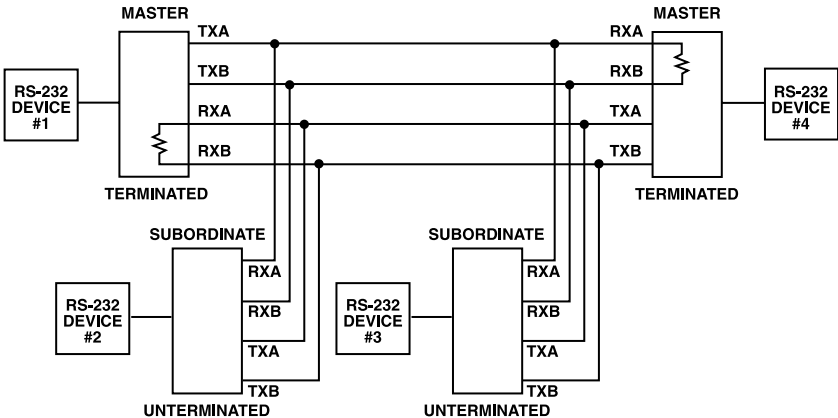 MASTER
MASTER
TXA
RXA
TXB
RXB
RXA
TXA
RXB
TXB
RS-232
DEVICE
#1
RS-232
DEVICE
#4
TERMINATED
TERMINATED
SUBORDINATE
SUBORDINATE
RXA
RXA
RXB
RXB
TXA
TXA
TXB
TXB
RS-232
DEVICE
#2
RS-232
DEVICE
#3
UNTERMINATED
UNTERMINATED